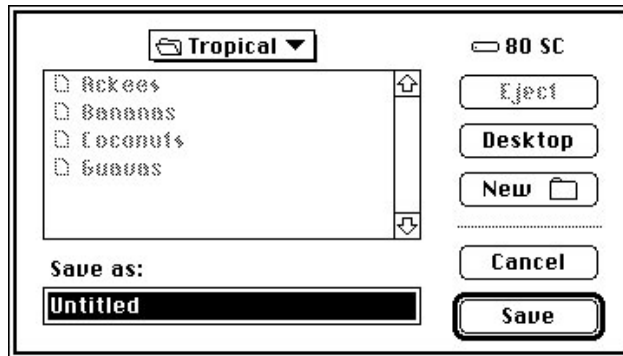 Tropical
80 SC
Ackees
Bananas
Coconuts
Guavas
Eject
Desktop
New
Save as:
Untitled
Cancel
Save